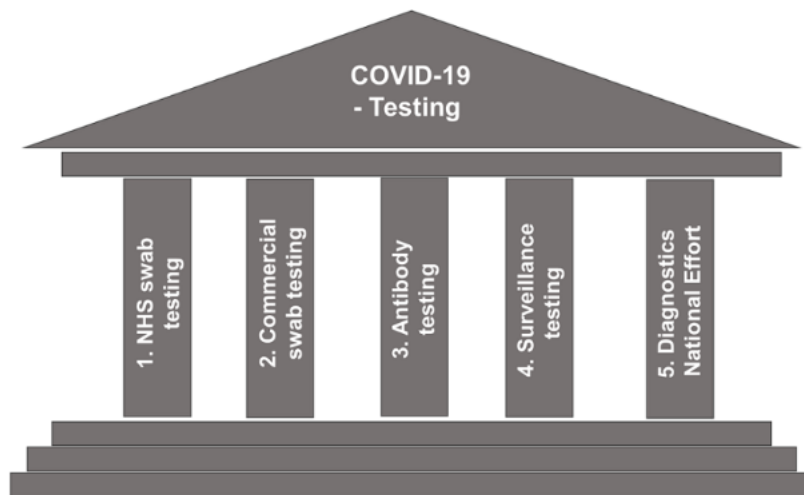 COVID-19
- Testing
1. NHS swab
testing
2. Commercial
swab testing
3. Antibody
testing
4. Surveillance
testing
5. Diagnostics
National Effort